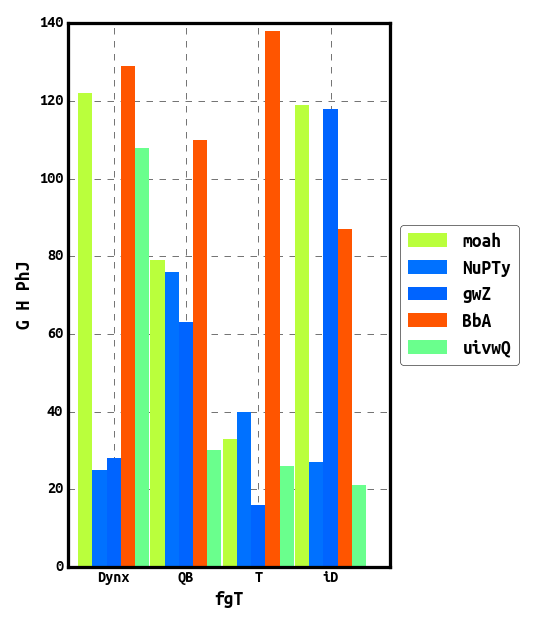 140
120
100
80
60
40
20
0
G H PhJ
Dynx QB T iD
fgT
moah
NuPTy
gwZ
BbA
uivwQ